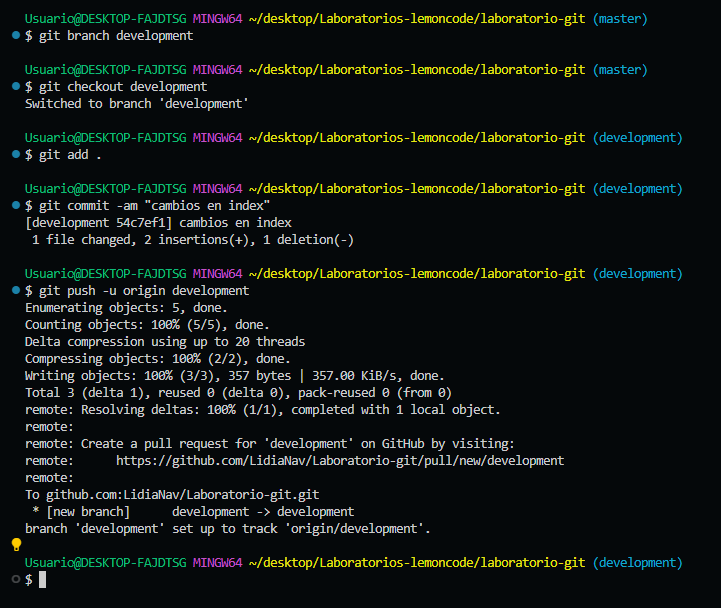 Usuario@DESKTOP-FAJDTSG MINGW64 ~/desktop/Laboratorios-lemoncode/laboratorio-git (master)
$ git branch development
Usuario@DESKTOP-FAJDTSG MINGW64 ~/desktop/Laboratorios-lemoncode/laboratorio-git (master)
$ git checkout development
Switched to branch 'development'
Usuario@DESKTOP-FAJDTSG MINGW64 ~/desktop/Laboratorios-lemoncode/laboratorio-git (development)
$ git add .
Usuario@DESKTOP-FAJDTSG MINGW64 ~/desktop/Laboratorios-lemoncode/laboratorio-git (development)
$ git commit -am "cambios en index"
[development 54c7ef1] cambios en index
 1 file changed, 2 insertions(+), 1 deletion(-)
Usuario@DESKTOP-FAJDTSG MINGW64 ~/desktop/Laboratorios-lemoncode/laboratorio-git (development)
$ git push -u origin development
Enumerating objects: 5, done.
Counting objects: 100% (5/5), done.
Delta compression using up to 20 threads
Compressing objects: 100% (2/2), done.
Writing objects: 100% (3/3), 357 bytes | 357.00 KiB/s, done.
Total 3 (delta 1), reused 0 (delta 0), pack-reused 0 (from 0)
remote: Resolving deltas: 100% (1/1), completed with 1 local object.
remote:
remote: Create a pull request for 'development' on GitHub by visiting:
remote:      https://github.com/LidiaNav/Laboratorio-git/pull/new/development
remote:
To github.com:LidiaNav/Laboratorio-git.git
 * [new branch]      development -> development
branch 'development' set up to track 'origin/development'.
Usuario@DESKTOP-FAJDTSG MINGW64 ~/desktop/Laboratorios-lemoncode/laboratorio-git (development)
$